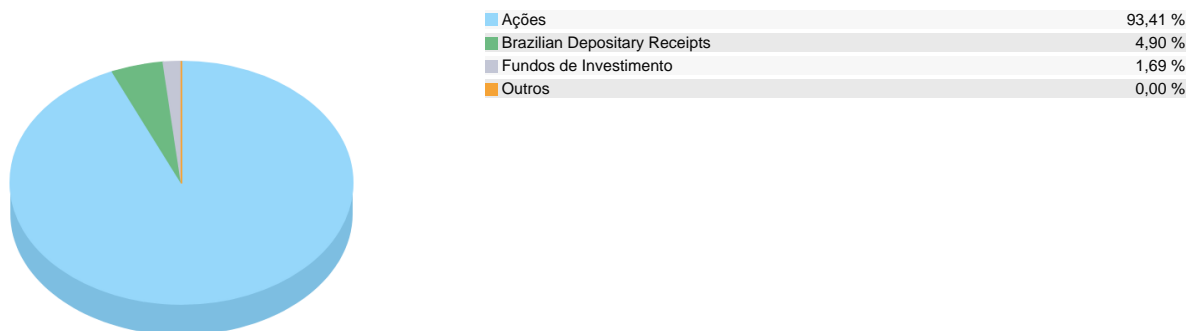 Ações 93,41 %
Brazilian Depositary Receipts 4,90 %
Fundos de Investimento 1,69 %
Outros 0,00 %